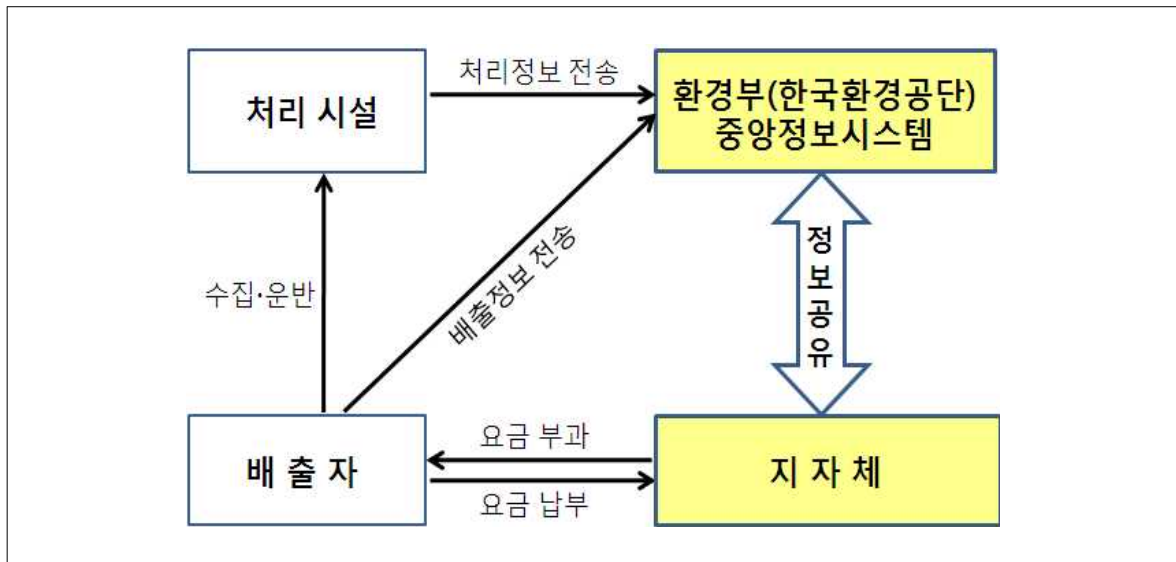 처리정보 전송
처리 시설
환경부(한국환경공단)
중앙정보시스템
수집·운반
배출정보 전송
정보공유
요금 부과
배 출 자
지 자 체
요금 납부